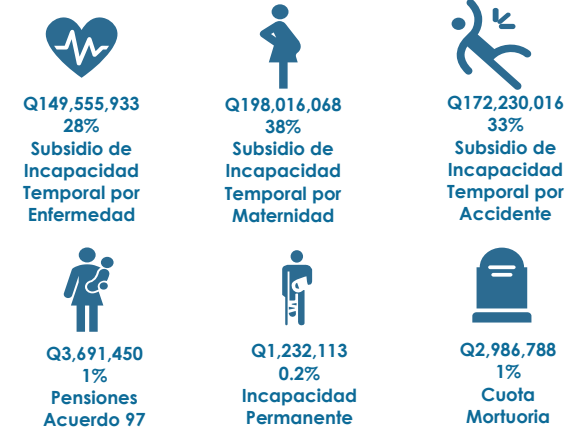 Q149,555,933
28%
Subsidio de
Incapacidad
Temporal por
Enfermedad
Q198,016,068
38%
Subsidio de
Incapacidad
Temporal por
Maternidad
Q172,230,016
33%
Subsidio de
Incapacidad
Temporal por
Accidente
Q3,691,450
1%
Pensiones
Acuerdo 97
Q1,232,113
0.2%
Incapacidad
Permanente
Q2,986,788
1%
Cuota
Mortuoria